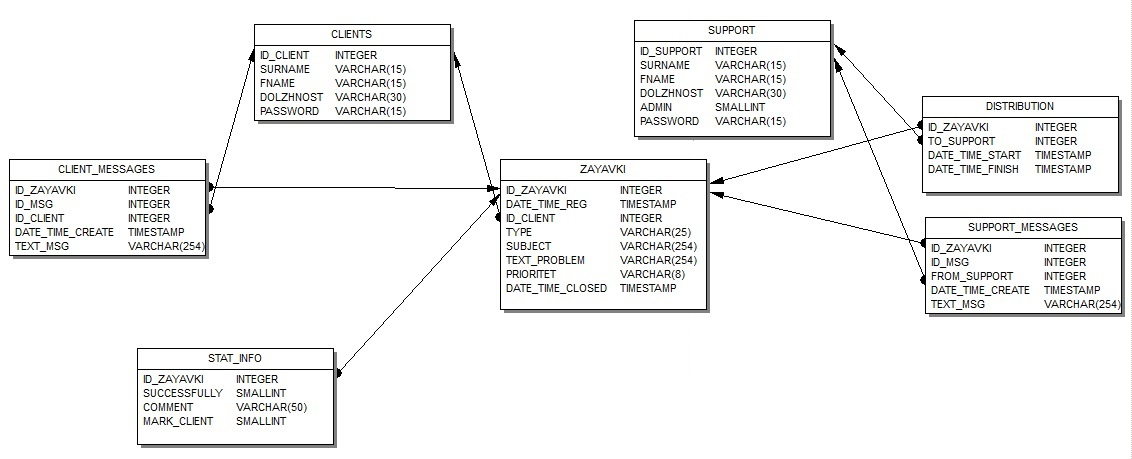 CLIENTS
ID_CLIENT INTEGER
SURNAME VARCHAR(15)
FNAME VARCHAR(15)
DOLZHNOST VARCHAR(30)
PASSWORD VARCHAR(15)
SUPPORT
ID_SUPPORT INTEGER
SURNAME VARCHAR(15)
FNAME VARCHAR(15)
DOLZHNOST VARCHAR(30)
ADMIN SMALLINT
PASSWORD VARCHAR(15)
DISTRIBUTION
ID_ZAYAVKI INTEGER
TO_SUPPORT INTEGER
DATE_TIME_START TIMESTAMP
DATE_TIME_FINISH TIMESTAMP
CLIENT_MESSAGES
ID_ZAYAVKI INTEGER
ID_MSG INTEGER
ID_CLIENT INTEGER
DATE_TIME_CREATE TIMESTAMP
TEXT_MSG VARCHAR(254)
ZAYAVKI
ID_ZAYAVKI INTEGER
DATE_TIME_REG TIMESTAMP
ID_CLIENT INTEGER
TYPE VARCHAR(25)
SUBJECT VARCHAR(254)
TEXT_PROBLEM VARCHAR(254)
PRIORITET VARCHAR(8)
DATE_TIME_CLOSED TIMESTAMP
SUPPORT_MESSAGES
ID_ZAYAVKI INTEGER
ID_MSG INTEGER
FROM_SUPPORT INTEGER
DATE_TIME_CREATE TIMESTAMP
TEXT_MSG VARCHAR(254)
STAT_INFO
ID_ZAYAVKI INTEGER
SUCCESSFULLY SMALLINT
COMMENT VARCHAR(50)
MARK_CLIENT SMALLINT